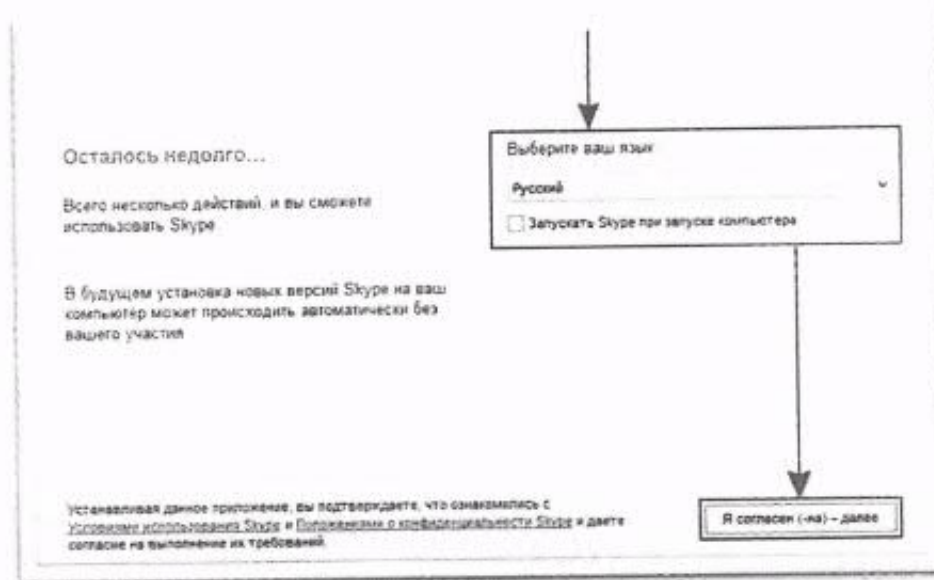 Осталось недолго...
Всего несколько действий, и вы сможете
использовать Skype
В будущем установка новых версий Skype на ваш
компьютер может происходить автоматически без
вашего участия
Выберите ваш язык
Русский
Запускать Skype при запуске компьютера
Устанавливая данное приложение, вы подтверждаете, что ознакомились с
Условиями использования Skype и Положениями о конфиденциальности Skype и даете
согласие на выполнение их требований.
Я согласен (-на) – далее